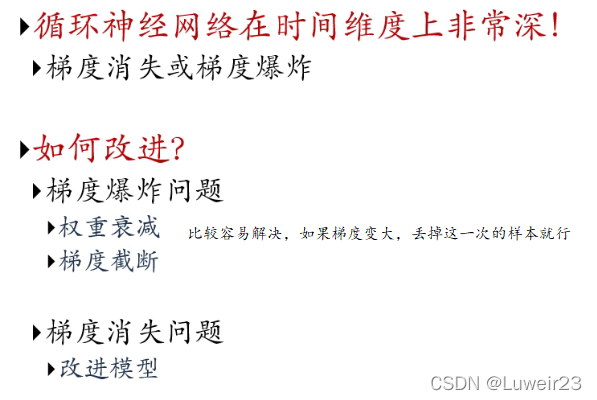 循环神经网络在时间维度上非常深!
梯度消失或梯度爆炸
如何改进?
梯度爆炸问题
权重衰减
比较容易解决，如果梯度变大，丢掉这一次的样本就行
梯度截断
梯度消失问题
改进模型
CSDN @Luweir23